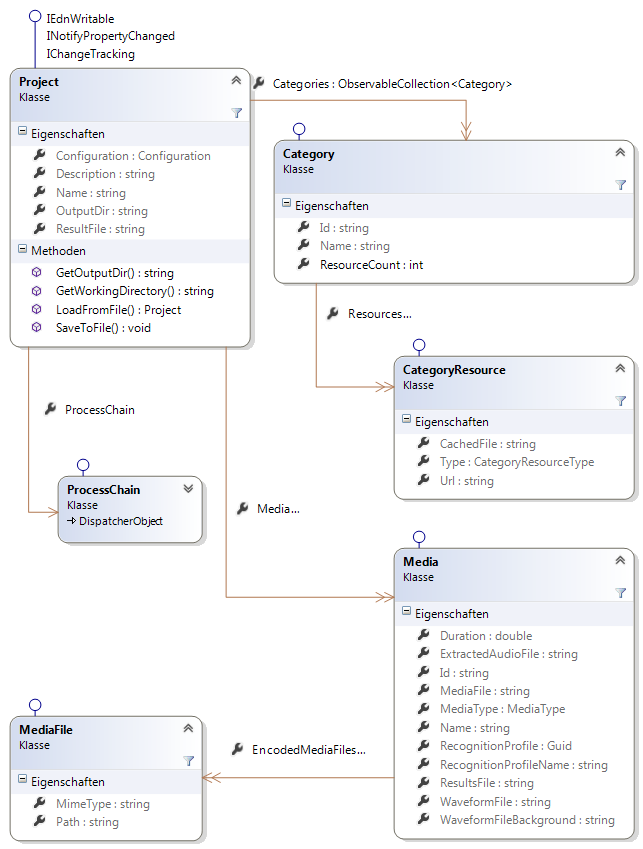 IEdnWritable
INotifyPropertyChanged
IChangeTracking
Project
Klasse
Eigenschaften
Configuration : Configuration
Description : string
Name : string
OutputDir : string
ResultFile : string
Methoden
GetOutputDir() : string
GetWorkingDirectory() : string
LoadFromFile() : Project
SaveToFile() : void
Categories : ObservableCollection<Category>
Category
Klasse
Eigenschaften
Id : string
Name : string
ResourceCount : int
Resources...
CategoryResource
Klasse
Eigenschaften
CachedFile : string
Type : CategoryResourceType
Url : string
ProcessChain
ProcessChain
Klasse
DispatcherObject
Media...
Media
Klasse
Eigenschaften
Duration : double
ExtractedAudioFile : string
Id : string
MediaFile : string
MediaType : MediaType
Name : string
RecognitionProfile : Guid
RecognitionProfileName : string
ResultsFile : string
WaveformFile : string
WaveformFileBackground : string
EncodedMediaFiles...
MediaFile
Klasse
Eigenschaften
MimeType : string
Path : string